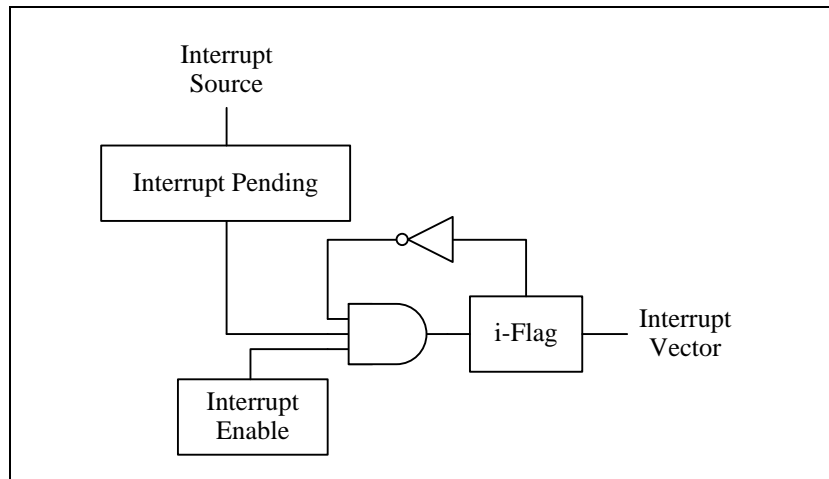 Interrupt
Source
Interrupt Pending
i-Flag
Interrupt
Vector
Interrupt
Enable